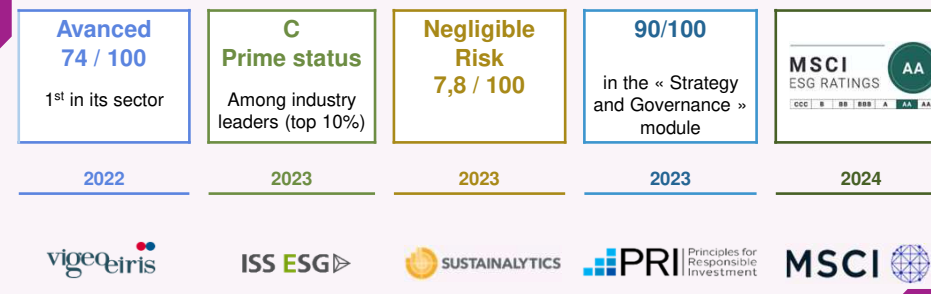 Avanced
74 / 100
1st in its sector
C
Prime status
Among industry
leaders (top 10%)
Negligible
Risk
7,8 / 100
90/100
in the « Strategy
and Governance »
module
MSCI
ESG RATINGS
AA
CCC B BB BBB A AA AA
2022
2023
2023
2023
2024
vigeoeiris
ISS ESG
SUSTAINALYTICS
PRI Principles for
Responsible
Investment
MSCI